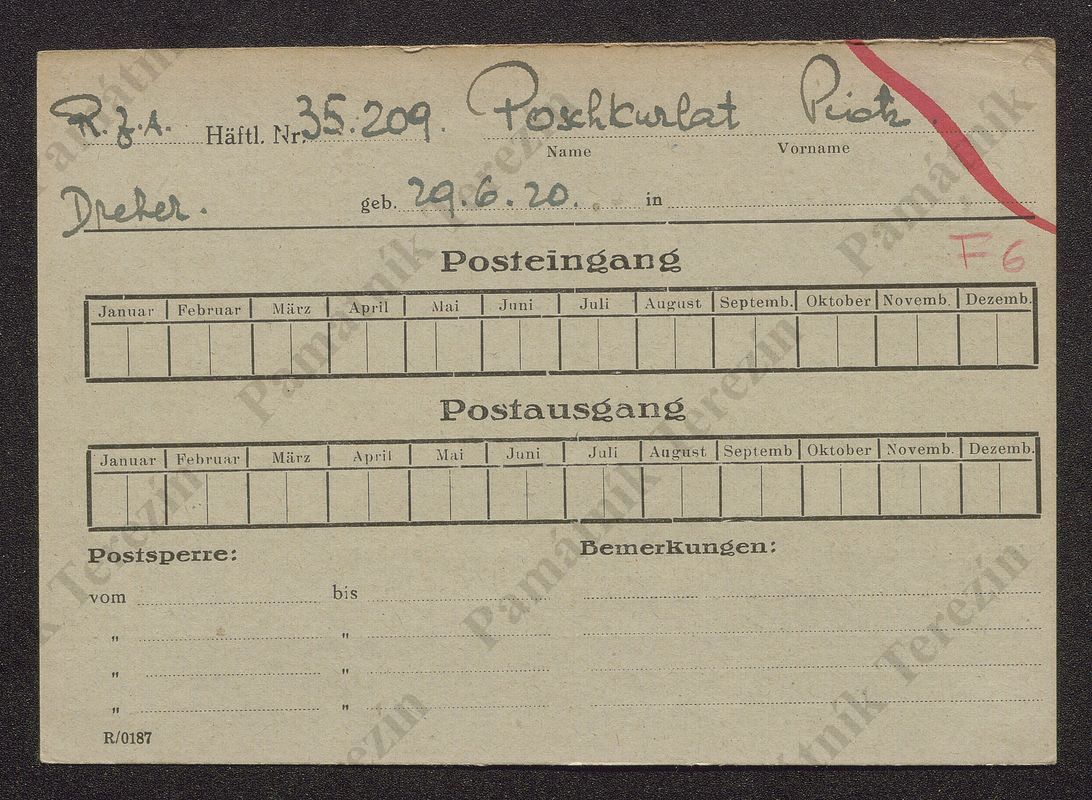 R.Z.A. Häftl. Nr. 35.209. Poschkurlat Piotr.
Name Vorname
Dreher. geb. 29.6.20. in
F 6
Posteingang
Januar Februar März April Mai Juni Juli August Septemb. Oktober Novemb. Dezemb.
Postausgang
Januar Februar März April Mai Juni Juli August Septemb Oktober Novemb. Dezemb.
Postsperre: Bemerkungen:
vom bis
" "
" "
" "
R/0187
Památník Terezín